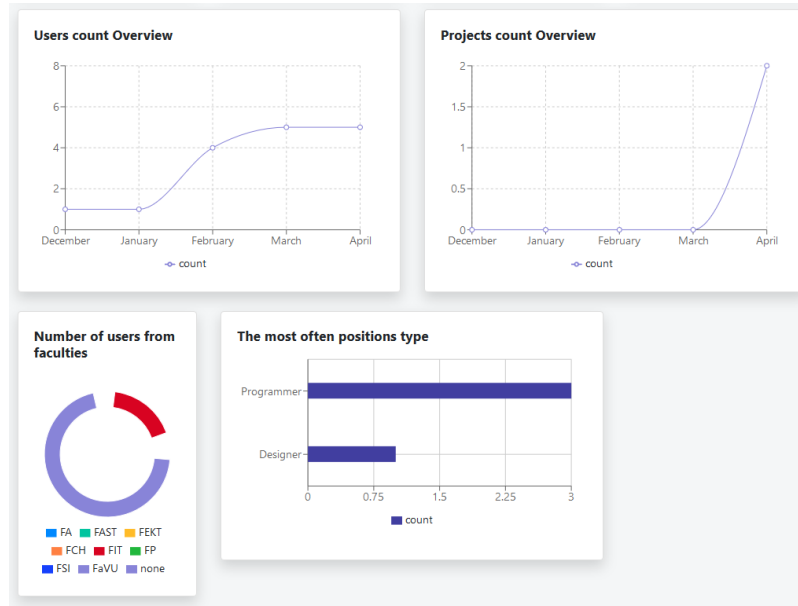 Users count Overview
8
6
4
2
0
December January February March April
count
Projects count Overview
2
1.5
1
0.5
0
December January February March April
count
Number of users from
faculties
FA FAST FEKT
FCH FIT FP
FSI FaVU none
The most often positions type
Programmer
Designer
0 0.75 1.5 2.25 3
count